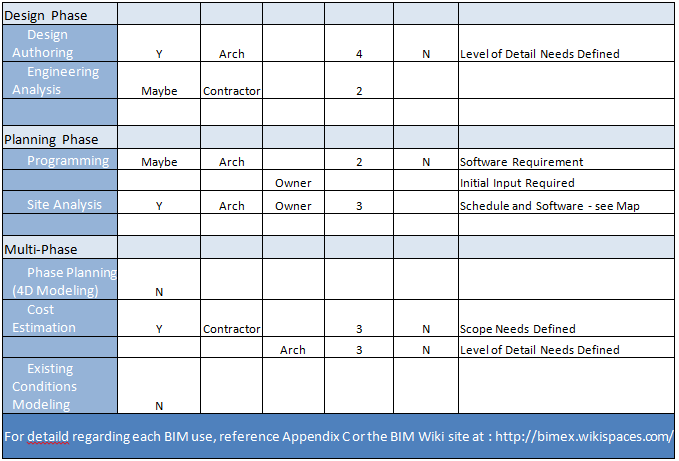 Design Phase
Design
Authoring Y Arch 4 N Level of Detail Needs Defined
Engineering
Analysis Maybe Contractor 2
Planning Phase
Programming Maybe Arch 2 N Software Requirement
Owner Initial Input Required
Site Analysis Y Arch Owner 3 Schedule and Software - see Map
Multi-Phase
Phase Planning
(4D Modeling) N
Cost
Estimation Y Contractor 3 N Scope Needs Defined
Arch 3 N Level of Detail Needs Defined
Existing
Conditions
Modeling N
For detaild regarding each BIM use, reference Appendix C or the BIM Wiki site at : http://bimex.wikispaces.com/